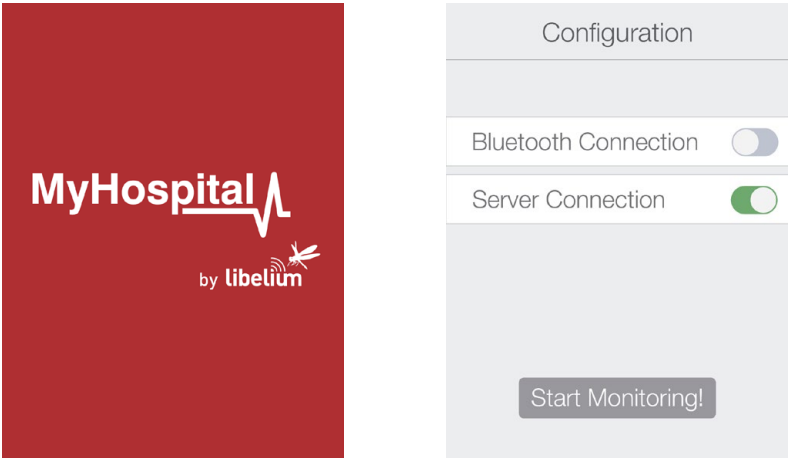 MyHospital
by libelium
Configuration
Bluetooth Connection
Server Connection
Start Monitoring!